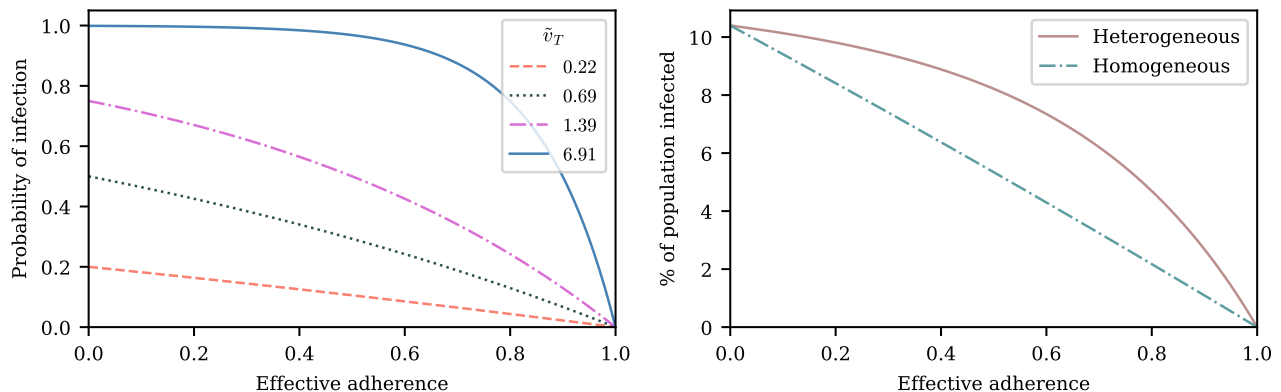 1.0
0.8
0.6
0.4
0.2
0.0
Probability of infection
0.0 0.2 0.4 0.6 0.8 1.0
Effective adherence
ṽ_T
0.22
0.69
1.39
6.91
10
8
6
4
2
0
% of population infected
0.0 0.2 0.4 0.6 0.8 1.0
Effective adherence
Heterogeneous
Homogeneous